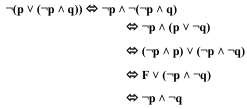 ¬(p ∨ (¬p ∧ q)) ⇔ ¬p ∧ ¬(¬p ∧ q)
⇔ ¬p ∧ (p ∨ ¬q)
⇔ (¬p ∧ p) ∨ (¬p ∧ ¬q)
⇔ F ∨ (¬p ∧ ¬q)
⇔ ¬p ∧ ¬q